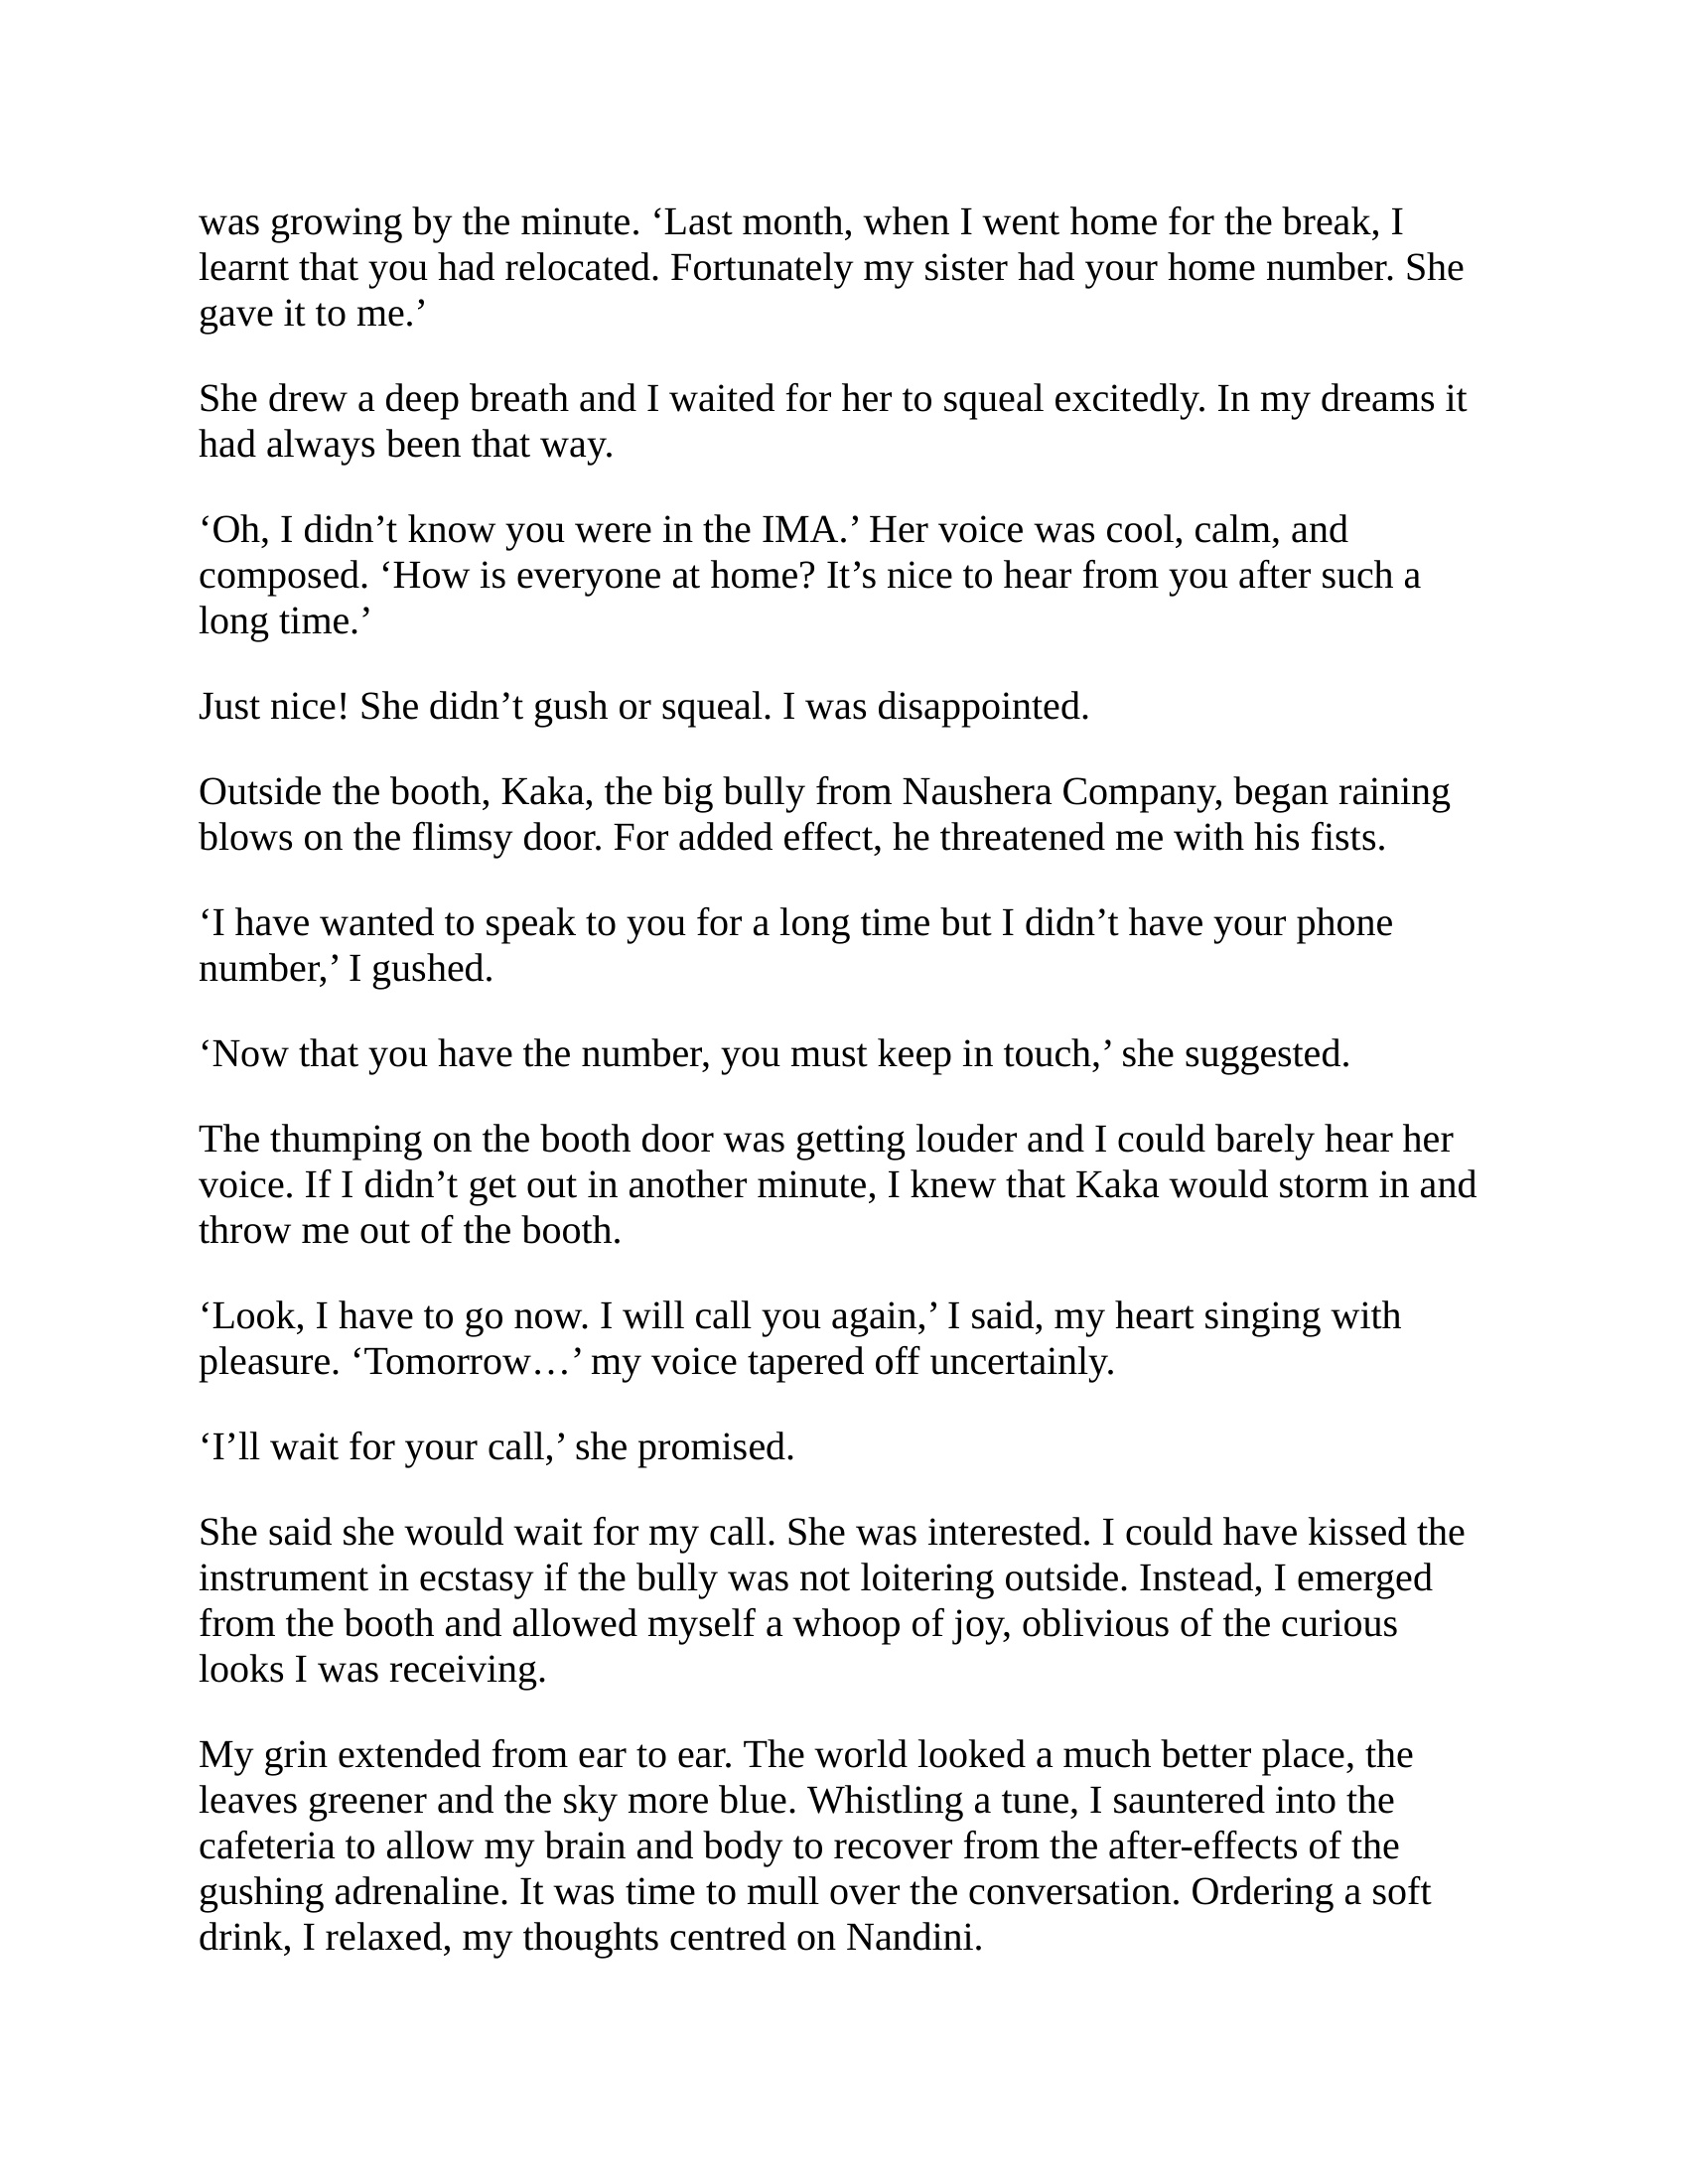 was growing by the minute. ‘Last month, when I went home for the break, I
learnt that you had relocated. Fortunately my sister had your home number. She
gave it to me.’
She drew a deep breath and I waited for her to squeal excitedly. In my dreams it
had always been that way.
‘Oh, I didn’t know you were in the IMA.’ Her voice was cool, calm, and
composed. ‘How is everyone at home? It’s nice to hear from you after such a
long time.’
Just nice! She didn’t gush or squeal. I was disappointed.
Outside the booth, Kaka, the big bully from Naushera Company, began raining
blows on the flimsy door. For added effect, he threatened me with his fists.
‘I have wanted to speak to you for a long time but I didn’t have your phone
number,’ I gushed.
‘Now that you have the number, you must keep in touch,’ she suggested.
The thumping on the booth door was getting louder and I could barely hear her
voice. If I didn’t get out in another minute, I knew that Kaka would storm in and
throw me out of the booth.
‘Look, I have to go now. I will call you again,’ I said, my heart singing with
pleasure. ‘Tomorrow…’ my voice tapered off uncertainly.
‘I’ll wait for your call,’ she promised.
She said she would wait for my call. She was interested. I could have kissed the
instrument in ecstasy if the bully was not loitering outside. Instead, I emerged
from the booth and allowed myself a whoop of joy, oblivious of the curious
looks I was receiving.
My grin extended from ear to ear. The world looked a much better place, the
leaves greener and the sky more blue. Whistling a tune, I sauntered into the
cafeteria to allow my brain and body to recover from the after-effects of the
gushing adrenaline. It was time to mull over the conversation. Ordering a soft
drink, I relaxed, my thoughts centred on Nandini.